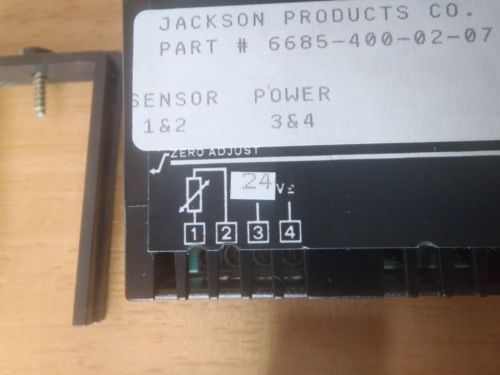 JACKSON PRODUCTS CO.
PART # 6685-400-02-07
SENSOR POWER
1&2 3&4
ZERO ADJUST
24 V≂
1 2 3 4